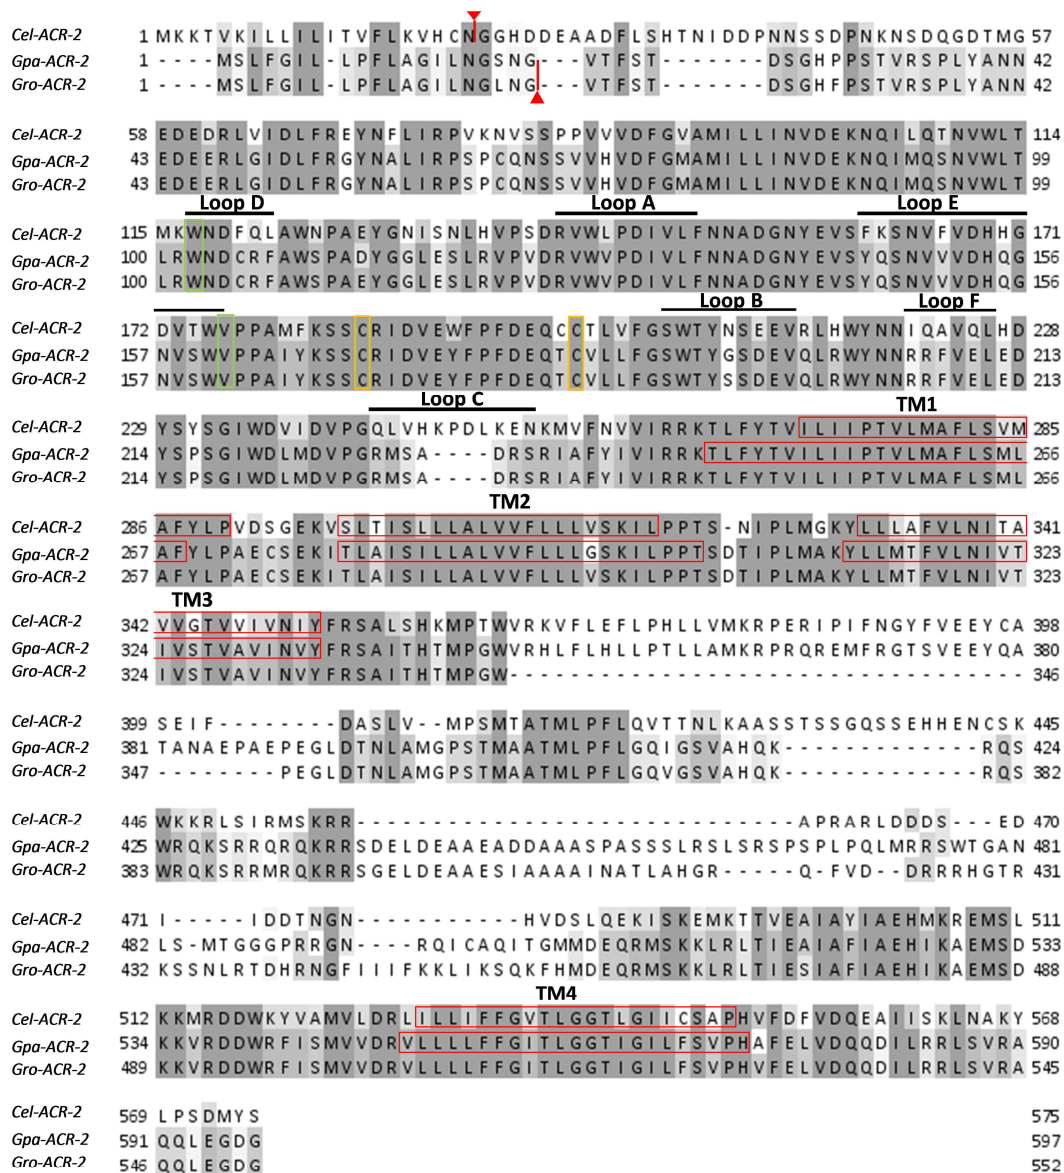 Cel-ACR-2 1 MKKTVKILLILITVFLKVHCNGGHDDEAADFLSHTNIDDPNNSSDPNKNSDQGDTMG 57
Gpa-ACR-2 1 ----MSLFGIL-LPFLAGILNGSNG---VTFST-------DSGHPPSTVRSPLYANN 42
Gro-ACR-2 1 ----MSLFGIL-LPFLAGILNGLNG---VTFST-------DSGHPPSTVRSPLYANN 42
Cel-ACR-2 58 EDEDRLVIDLFREYNFLIRPVKNVSSPPVVVDFGVAMILLINVDEKNQILQTNVWLT 114
Gpa-ACR-2 43 EDEERLGIDLFRGYNALIRPSPCQNSSVVHVDFGMAMILLINVDEKNQIMQSNVWLT 99
Gro-ACR-2 43 EDEERLGIDLFRGYNALIRPSPCQNSSVVHVDFGMAMILLINVDEKNQIMQSNVWLT 99
Loop D Loop A Loop E
Cel-ACR-2 115 MKWNDFQLAWNPAEYGNISNLHVPSDRVWLPDIVLFNNADGNYEVSFKSNVFVDHHG 171
Gpa-ACR-2 100 LRWNDCRFAWSPADYGGLESLRVPVDRVWVPDIVLFNNADGNYEVSYQSNVVVDHQG 156
Gro-ACR-2 100 LRWNDCRFAWSPAEYGGLESLRVPVDRVWVPDIVLFNNADGNYEVSYQSNVVVDHQG 156
Loop B Loop F
Cel-ACR-2 172 DVTWVPPAMFKSSCRIDVEWFPFDEQCCTLVFGSWTYNSEEVRLHWYNNIQAVQLHD 228
Gpa-ACR-2 157 NVSWVPPAIYKSSCRIDVEYFPFDEQTCVLLFGSWTYGSDEVQLRWYNNRRFVELED 213
Gro-ACR-2 157 NVSWVPPAIYKSSCRIDVEYFPFDEQTCVLLFGSWTYSSDEVQLRWYNNRRFVELED 213
Loop C TM1
Cel-ACR-2 229 YSYSGIWDVIDVPGQLVHKPDLKENKMVFNVVIRRKTLFYTVILIIPTVLMAFLSVM 285
Gpa-ACR-2 214 YSPSGIWDLMDVPGRMSA----DRSRIAFYIVIRRKTLFYTVILIIPTVLMAFLSML 266
Gro-ACR-2 214 YSPSGIWDLMDVPGRMSA----DRSRIAFYIVIRRKTLFYTVILIIPTVLMAFLSML 266
TM2
Cel-ACR-2 286 AFYLPVDSGEKVSLTISLLLALVVFLLLVSKILPPTS-NIPLMGKYLLLAFVLNITA 341
Gpa-ACR-2 267 AFYLPAECSEKITLAISILLALVVFLLLGSKILPPTSDTIPLMAKYLLMTFVLNIVT 323
Gro-ACR-2 267 AFYLPAECSEKITLAISILLALVVFLLLVSKILPPTSDTIPLMAKYLLMTFVLNIVT 323
TM3
Cel-ACR-2 342 VVGTVVIVNIYFRSALSHKMPTWVRKVFLEFLPHLLVMKRPERIPIFNGYFVEEYCA 398
Gpa-ACR-2 324 IVSTVAVINVYFRSAITHTMPGWVRHLFLHLLPTLLAMKRPRQREMFRGTSVEEYQA 380
Gro-ACR-2 324 IVSTVAVINVYFRSAITHTMPGW---------------------------------- 346
Cel-ACR-2 399 SEIF--------DASLV--MPSMTATMLPFLQVTTNLKAASSTSSGQSSEHHENCSK 445
Gpa-ACR-2 381 TANAEPAEPEGLDTNLAMGPSTMAATMLPFLGQIGSVAHQK-------------RQS 424
Gro-ACR-2 347 --------PEGLDTNLAMGPSTMAATMLPFLGQVGSVAHQK-------------RQS 382
Cel-ACR-2 446 WKKRLSIRMSKRR----------------------------APRARLDDDS---ED 470
Gpa-ACR-2 425 WRQKSRRQRQKRRSDELDEAAEADDAAASPASSSLRSLSRSPSPLPQLMRRSWTGAN 481
Gro-ACR-2 383 WRQKSRRMRQKRRSGELDEAAESIAAAAINATLAHGR-----Q-FVD--DRRRHGTR 431
Cel-ACR-2 471 I-----IDDTNGN-----------HVDSLQEKISKEMKTTVEAIAYIAEHMKREMSL 511
Gpa-ACR-2 482 LS-MTGGGPRRGN----RQICAQITGMMDEQRMSKKLRLTIEAIAFIAEHIKAEMSD 533
Gro-ACR-2 432 KSSNLRTDHRNGFIIIFKKLIKSQKFHMDEQRMSKKLRLTIESIAFIAEHIKAEMSD 488
TM4
Cel-ACR-2 512 KKMRDDWKYVAMVLDRLILLIFFGVTLGGTLGIICSAPHVFDFVDQEAIISKLNAKY 568
Gpa-ACR-2 534 KKVRDDWRFISMVVDRVLLLLFFGITLGGTIGILFSVPHAFELVDQQDILRRLSVRA 590
Gro-ACR-2 489 KKVRDDWRFISMVVDRVLLLLFFGITLGGTIGILFSVPHVFELVDQQDILRRLSVRA 545
Cel-ACR-2 569 LPSDMYS 575
Gpa-ACR-2 591 QQLEGDG 597
Gro-ACR-2 546 QQLEGDG 552